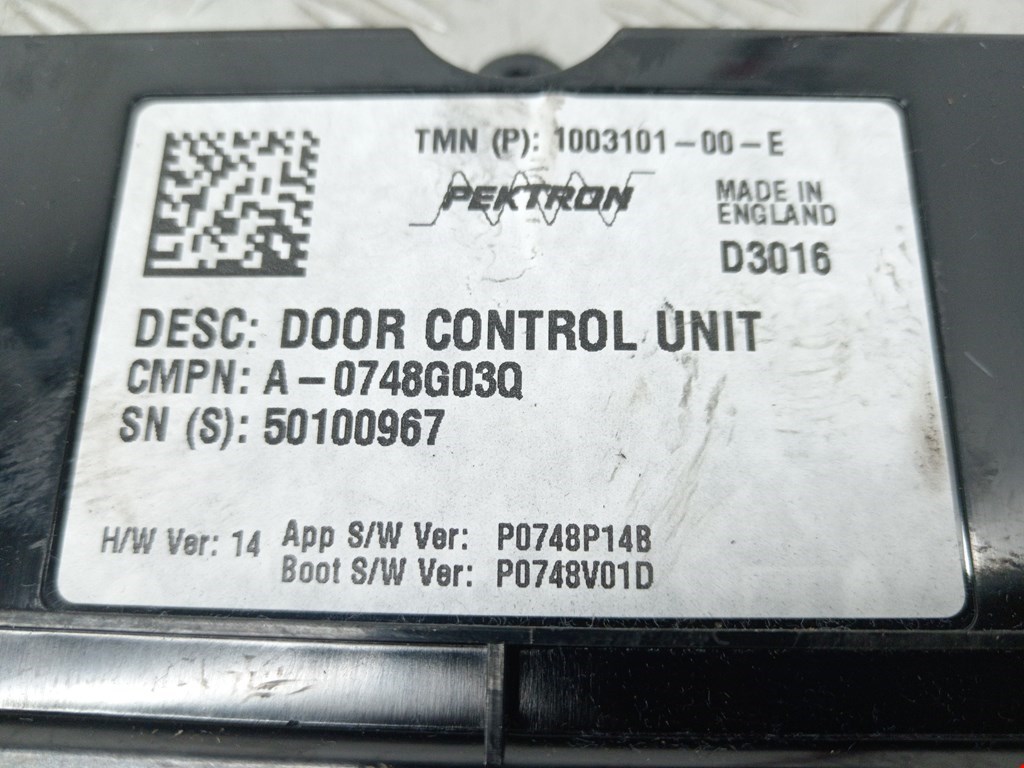 TMN (P): 1003101-00-E
PEKTRON
MADE IN
ENGLAND
D3016
DESC: DOOR CONTROL UNIT
CMPN: A-0748G03Q
SN (S): 50100967
H/W Ver: 14
App S/W Ver: P0748P14B
Boot S/W Ver: P0748V01D